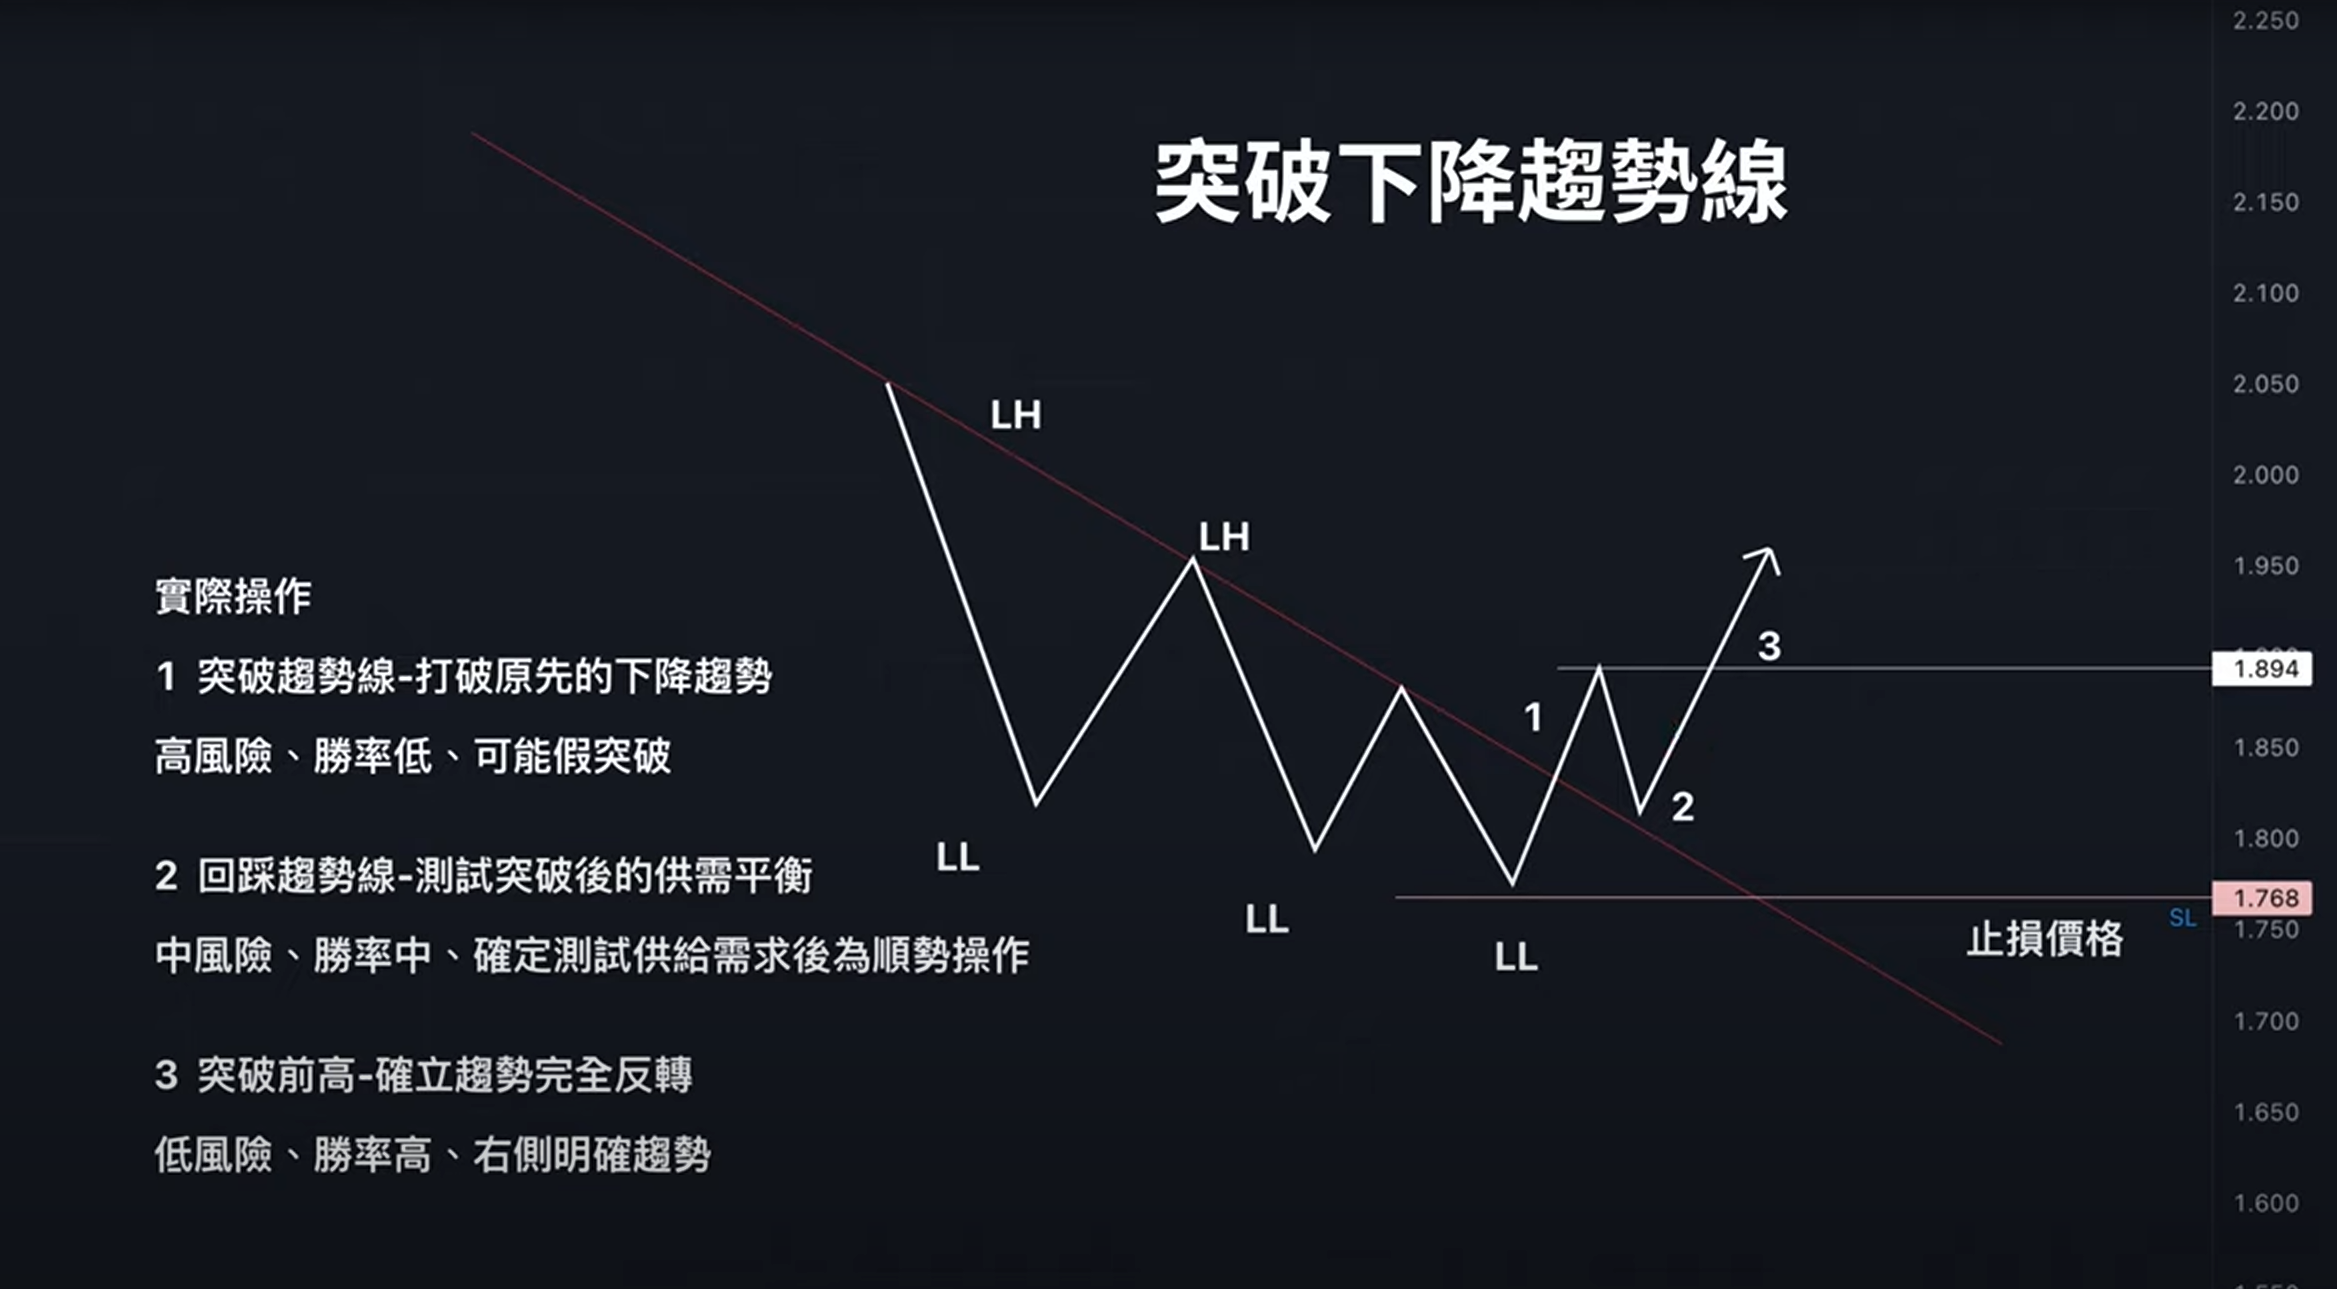 突破下降趨勢線
LH
LH
實際操作
1 突破趨勢線-打破原先的下降趨勢
高風險、勝率低、可能假突破
2 回踩趨勢線-測試突破後的供需平衡
中風險、勝率中、確定測試供給需求後為順勢操作
3 突破前高-確立趨勢完全反轉
低風險、勝率高、右側明確趨勢
LL
LL
LL
1
2
3
止損價格
SL
2.250
2.200
2.150
2.100
2.050
2.000
1.950
1.894
1.850
1.800
1.768
1.750
1.700
1.650
1.600